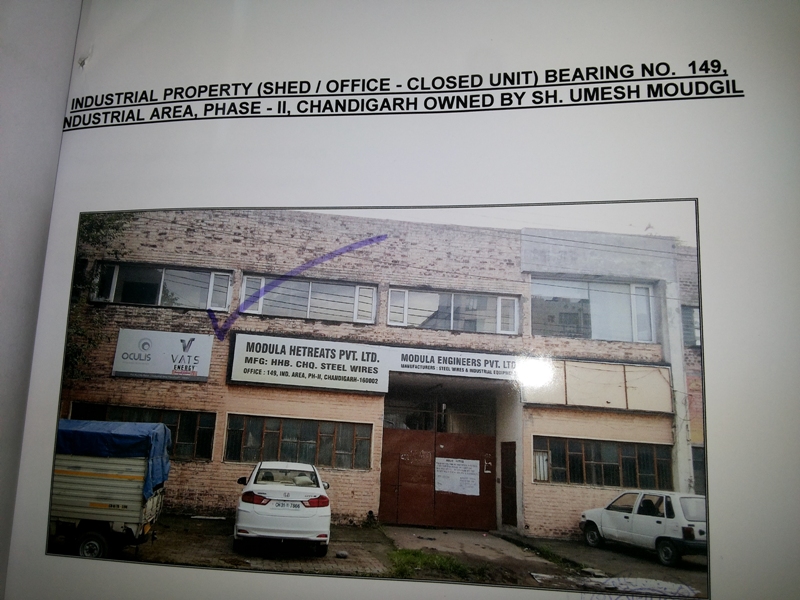 INDUSTRIAL PROPERTY (SHED / OFFICE - CLOSED UNIT) BEARING NO. 149,
NDUSTRIAL AREA, PHASE - II, CHANDIGARH OWNED BY SH. UMESH MOUDGIL
OCULIS
VATS
ENERGY
MODULA HETREATS PVT. LTD.
MFG: HHB. CHQ. STEEL WIRES
OFFICE : 149, IND. AREA, PH-II, CHANDIGARH-160002
MODULA ENGINEERS PVT. LTD
MANUFACTURERS : STEEL WIRES & INDUSTRIAL